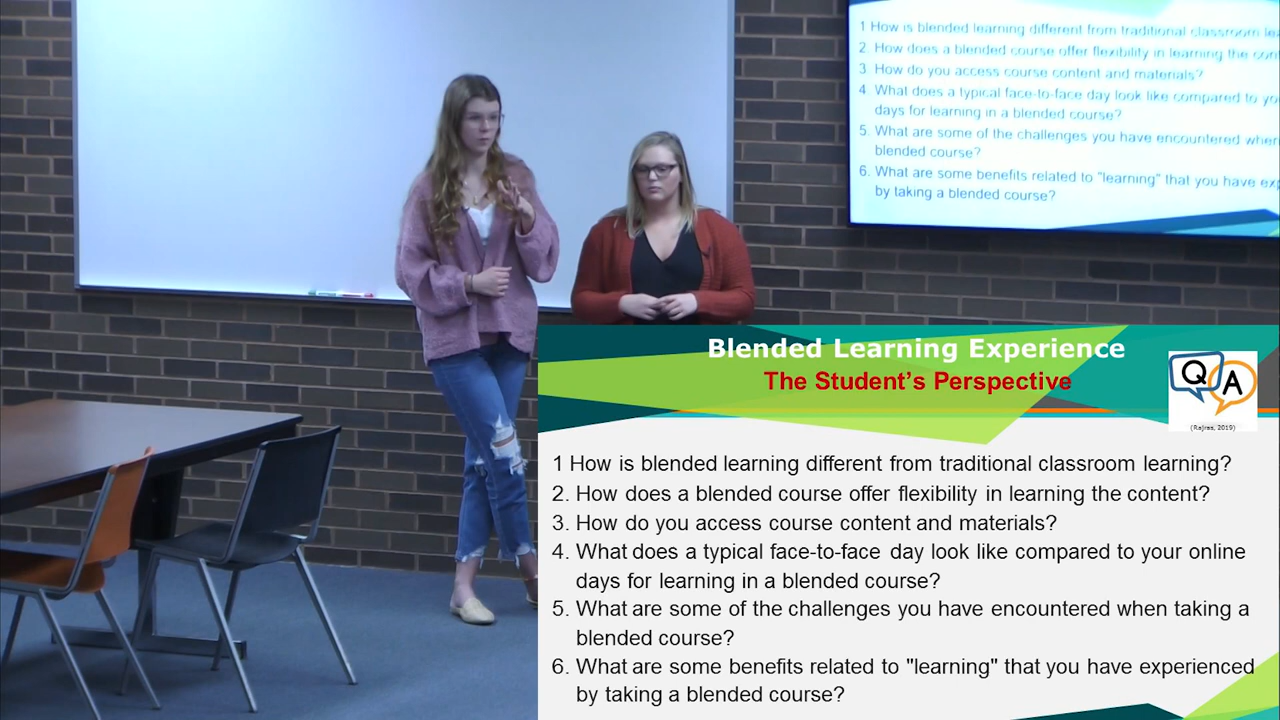 1 How is blended learning different from traditional classroom
2. How does a blended course offer flexibility in learning the
3. How do you access course content and materials?
4 What does a typical face-to-face day look like compared to
days for learning in a blended course?
5. What are some of the challenges you have encountered
blended course?
6. What are some benefits related to "learning" that you have
by taking a blended course?
Blended Learning Experience
The Student's Perspective
Q A
(Rajras, 2019)
1 How is blended learning different from traditional classroom learning?
2. How does a blended course offer flexibility in learning the content?
3. How do you access course content and materials?
4. What does a typical face-to-face day look like compared to your online
days for learning in a blended course?
5. What are some of the challenges you have encountered when taking a
blended course?
6. What are some benefits related to "learning" that you have experienced
by taking a blended course?